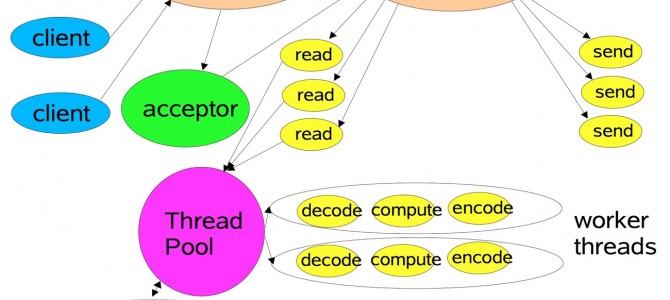 client
read
send
client
acceptor
read
send
read
send
Thread
Pool
decode compute encode
worker
threads
decode compute encode